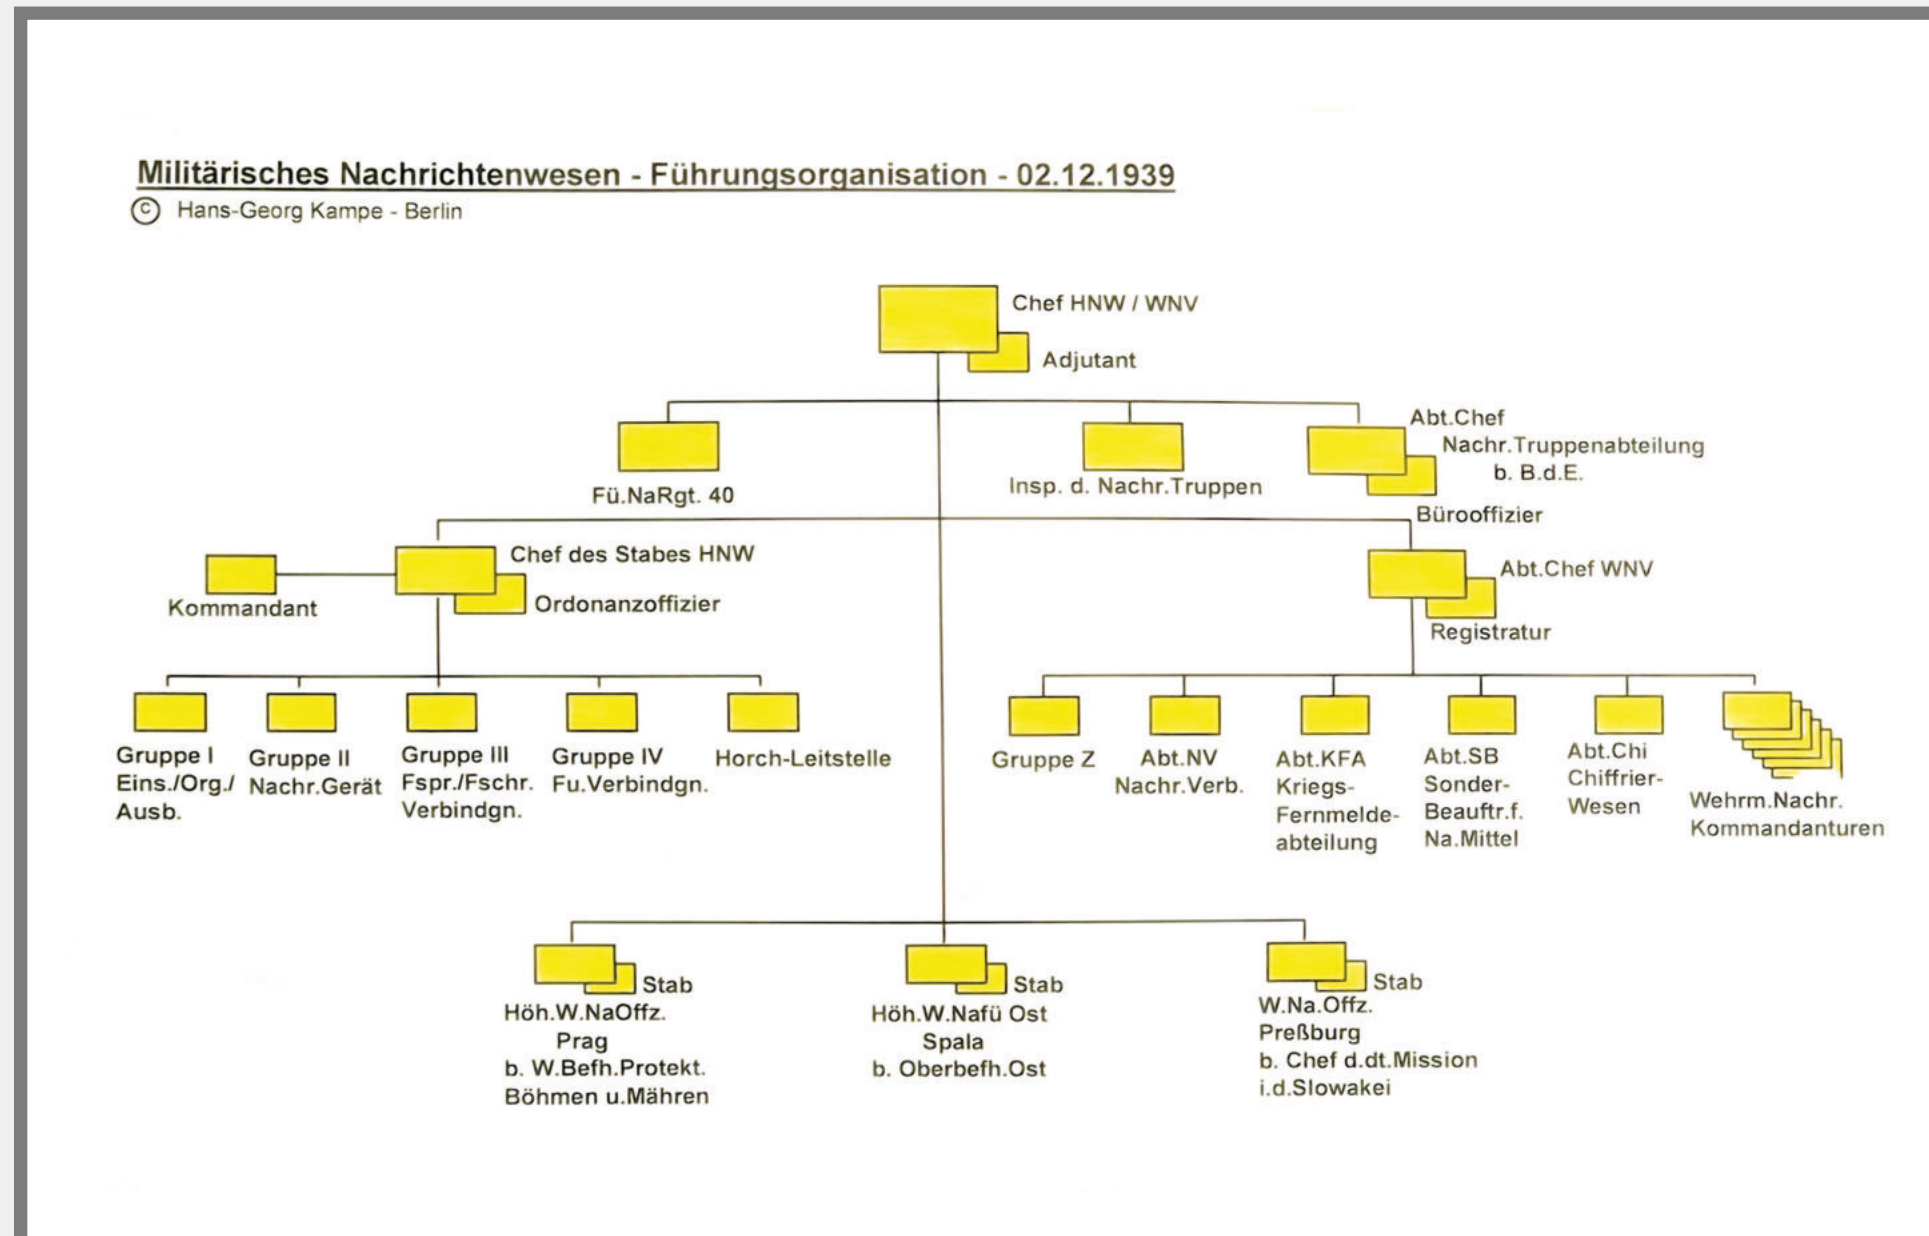 Militärisches Nachrichtenwesen - Führungsorganisation - 02.12.1939
© Hans-Georg Kampe - Berlin
Chef HNW / WNV
Adjutant
Fü.NaRgt. 40
Insp. d. Nachr.Truppen
Abt.Chef
Nachr.Truppenabteilung
b. B.d.E.
Bürooffizier
Kommandant
Chef des Stabes HNW
Ordonanzoffizier
Abt.Chef WNV
Registratur
Gruppe I
Eins./Org./
Ausb.
Gruppe II
Nachr.Gerät
Gruppe III
Fspr./Fschr.
Verbindgn.
Gruppe IV
Fu.Verbindgn.
Horch-Leitstelle
Gruppe Z
Abt.NV
Nachr.Verb.
Abt.KFA
Kriegs-
Fernmelde-
abteilung
Abt.SB
Sonder-
Beauftr.f.
Na.Mittel
Abt.Chi
Chiffrier-
Wesen
Wehrm.Nachr.
Kommandanturen
Stab
Höh.W.NaOffz.
Prag
b. W.Befh.Protekt.
Böhmen u.Mähren
Stab
Höh.W.Nafü Ost
Spala
b. Oberbefh.Ost
Stab
W.Na.Offz.
Preßburg
b. Chef d.dt.Mission
i.d.Slowakei